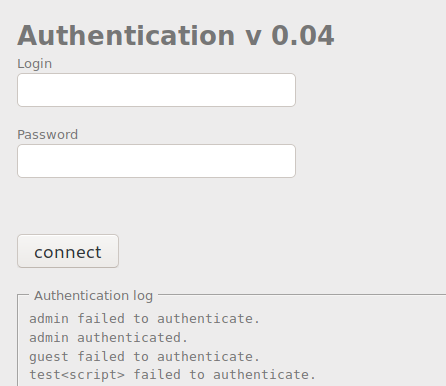 Authentication v 0.04
Login
Password
connect
Authentication log
admin failed to authenticate.
admin authenticated.
guest failed to authenticate.
test<script> failed to authenticate.